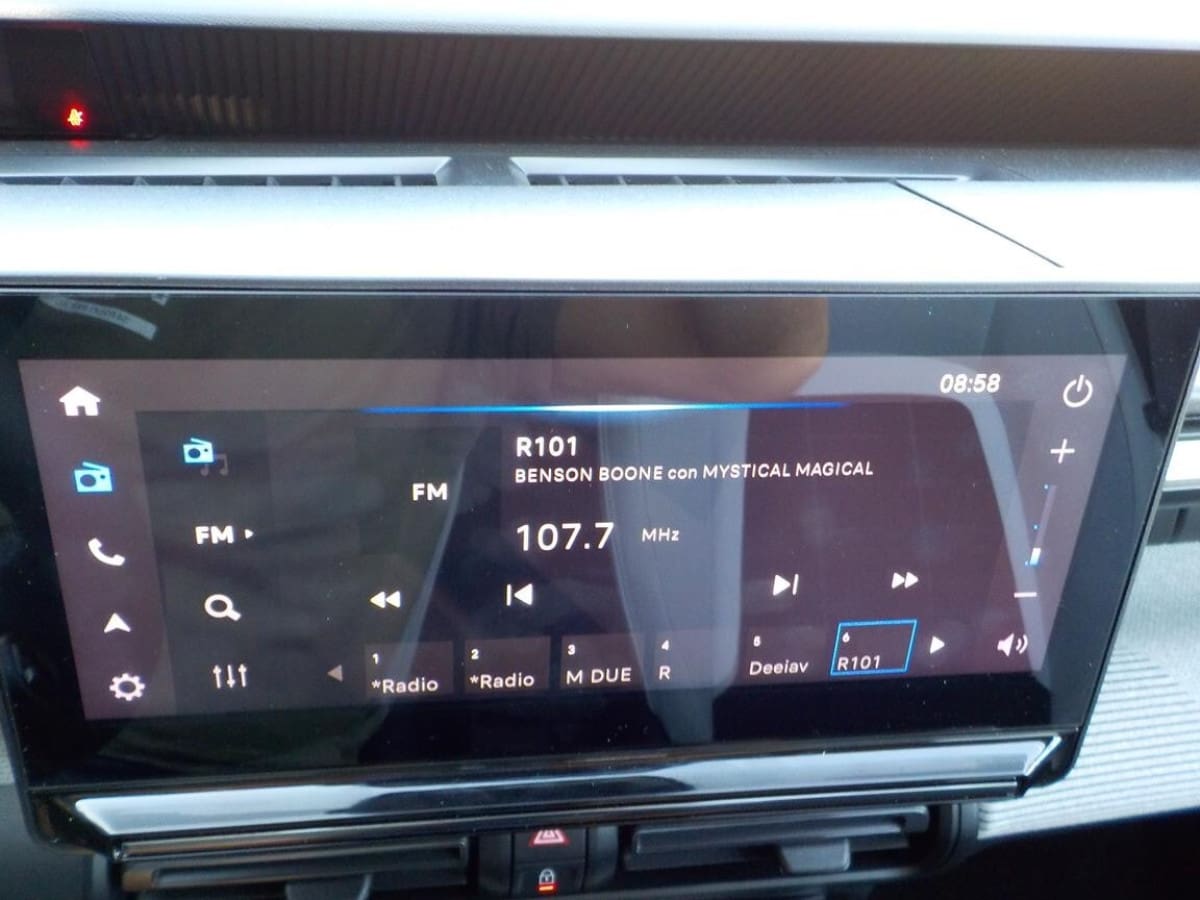 08:58
R101
BENSON BOONE con MYSTICAL MAGICAL
FM
107.7 MHz
FM
1 *Radio
2 *Radio
3 M DUE
4 R
5 Deejay
6 R101